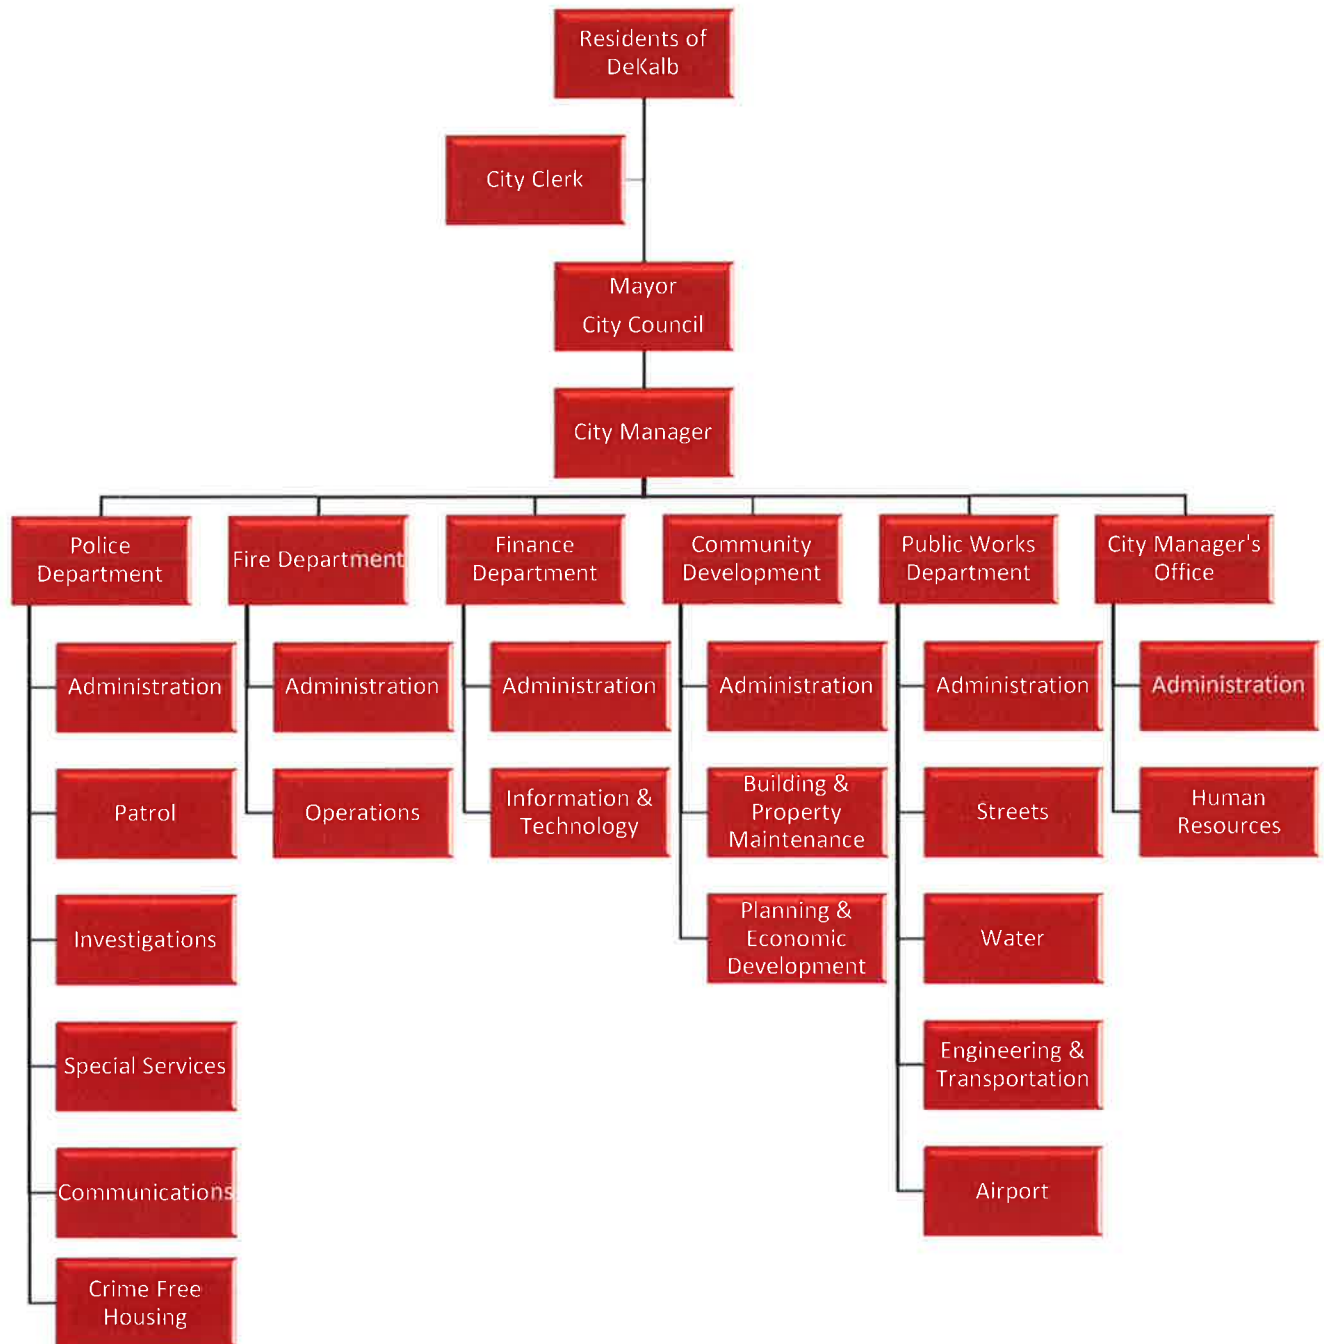 Residents of
DeKalb
City Clerk
Mayor
City Council
City Manager
Police
Department
Fire Department
Finance
Department
Community
Development
Public Works
Department
City Manager's
Office
Administration
Administration
Administration
Administration
Administration
Administration
Patrol
Operations
Information &
Technology
Building &
Property
Maintenance
Streets
Human
Resources
Investigations
Planning &
Economic
Development
Water
Special Services
Engineering &
Transportation
Communications
Airport
Crime Free
Housing